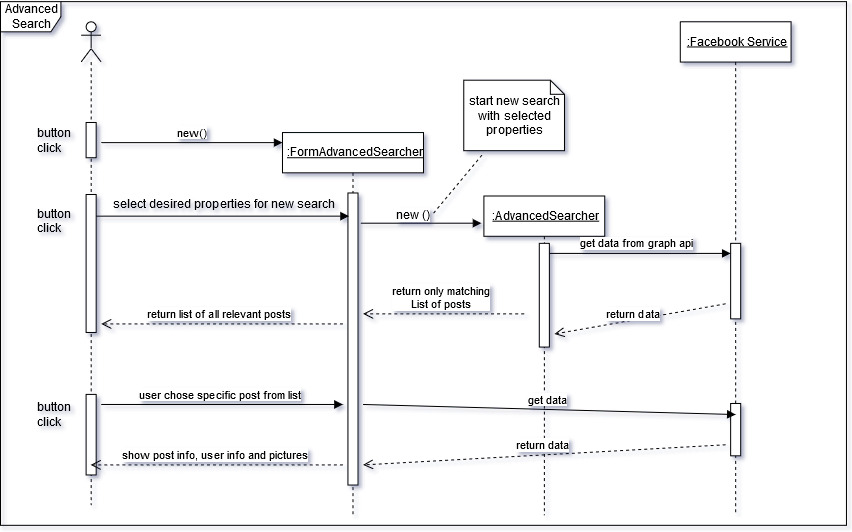 Advanced
Search
:Facebook Service
start new search
with selected
properties
button
click
new()
:FormAdvancedSearcher
button
click
select desired properties for new search
new ()
:AdvancedSearcher
get data from graph api
return only matching
List of posts
return list of all relevant posts
return data
button
click
user chose specific post from list
get data
return data
show post info, user info and pictures